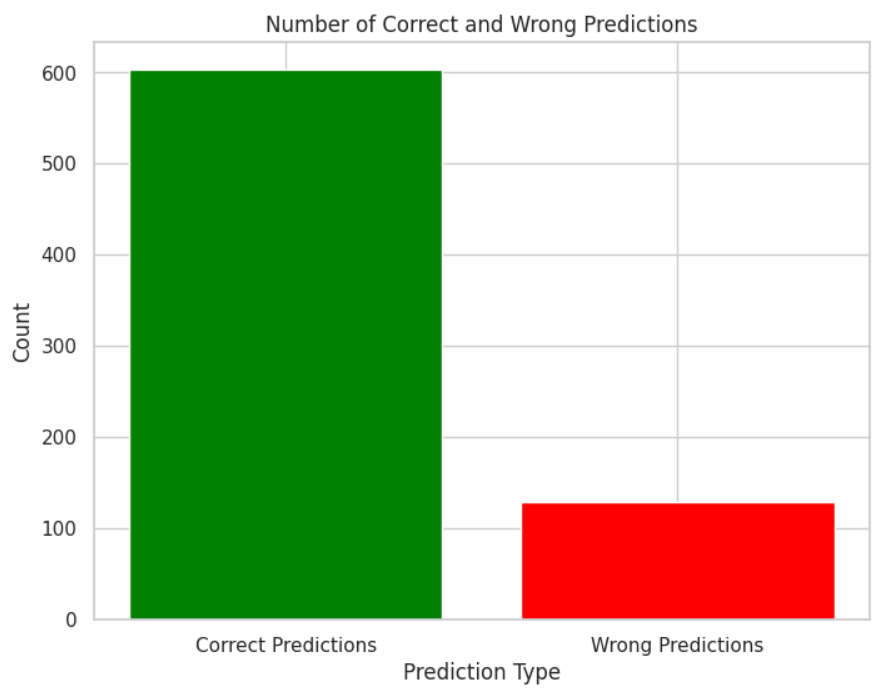 Number of Correct and Wrong Predictions
600
500
400
300
200
100
0
Count
Correct Predictions
Wrong Predictions
Prediction Type